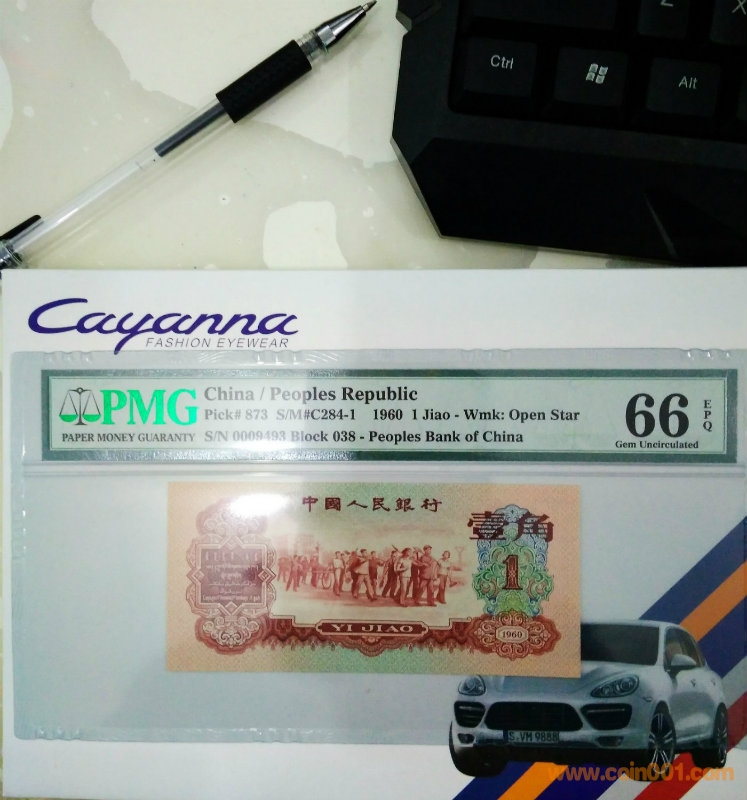 Z X
Ctrl Alt
Cayanna
FASHION EYEWEAR
PMG
PAPER MONEY GUARANTY
China / Peoples Republic
Pick# 873 S/M#C284-1 1960 1 Jiao - Wmk: Open Star
S/N 0009493 Block 038 - Peoples Bank of China
66 EPQ
Gem Uncirculated
中國人民銀行
壹角
1
YI JIAO
1960
S.VM 9888
www.coin001.com